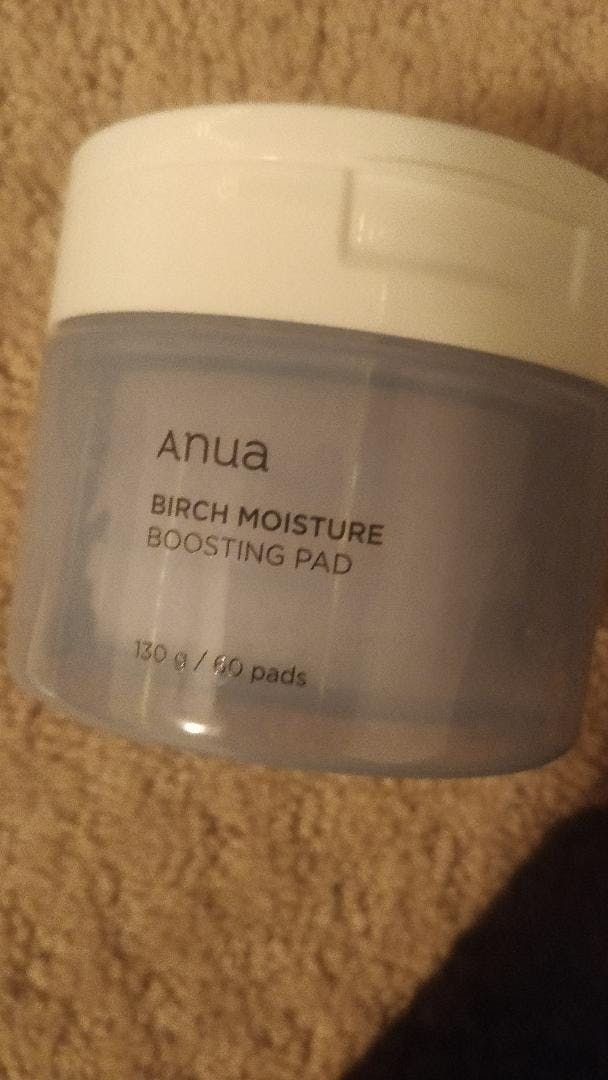 Anua
BIRCH MOISTURE
BOOSTING PAD
130 g / 60 pads